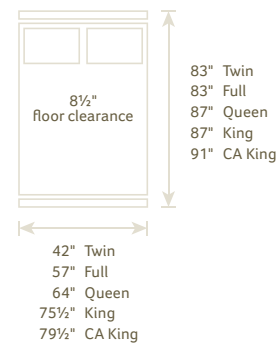 8½"
floor clearance
83" Twin
83" Full
87" Queen
87" King
91" CA King
42" Twin
57" Full
64" Queen
75½" King
79½" CA King